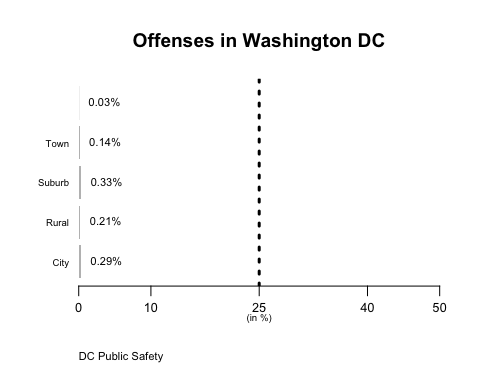 Offenses in Washington DC
0.03%
Town 0.14%
Suburb 0.33%
Rural 0.21%
City 0.29%
0 10 25 40 50
(in %)
DC Public Safety